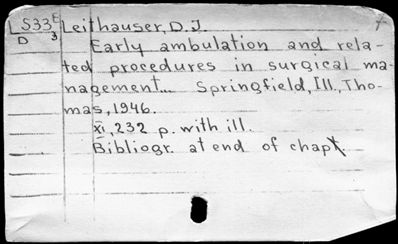 S33E Leithauser, D.J.
D 3 Early ambulation and rela-
ted procedures in surgical ma-
nagement... Springfield, Ill., Tho-
mas, 1946.
XI, 232 p. with ill.
Bibliogr. at end of chapt.